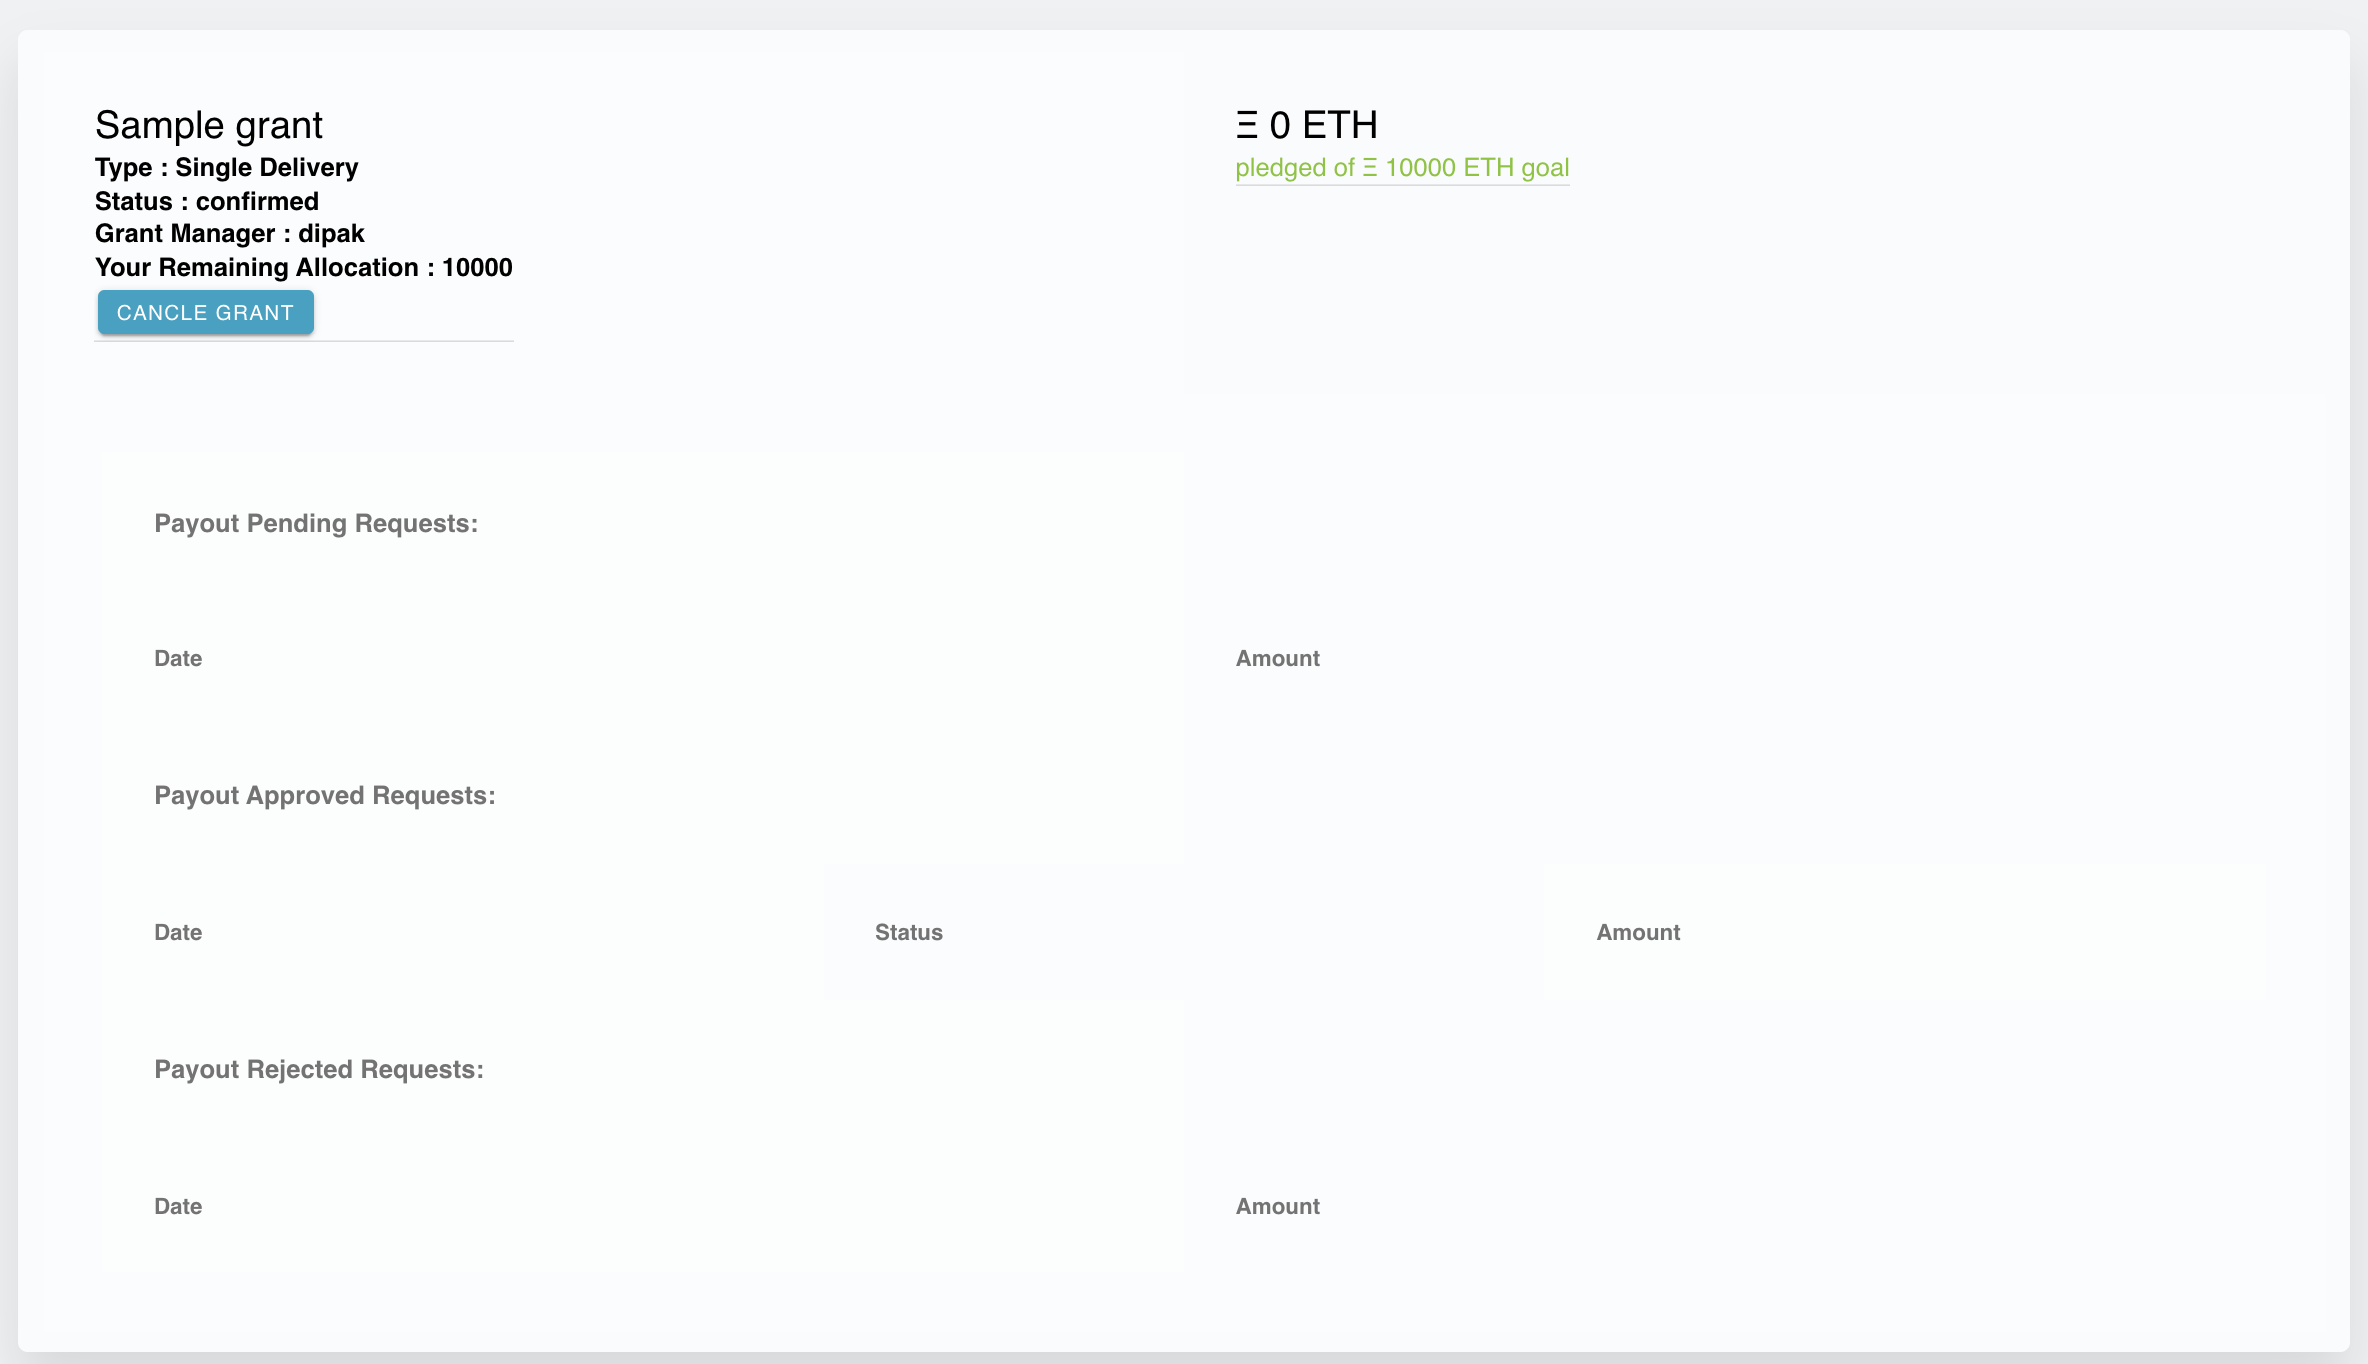 Sample grant
Type : Single Delivery
Status : confirmed
Grant Manager : dipak
Your Remaining Allocation : 10000
CANCLE GRANT
Ξ 0 ETH
pledged of Ξ 10000 ETH goal
Payout Pending Requests:
Date Amount
Payout Approved Requests:
Date Status Amount
Payout Rejected Requests:
Date Amount